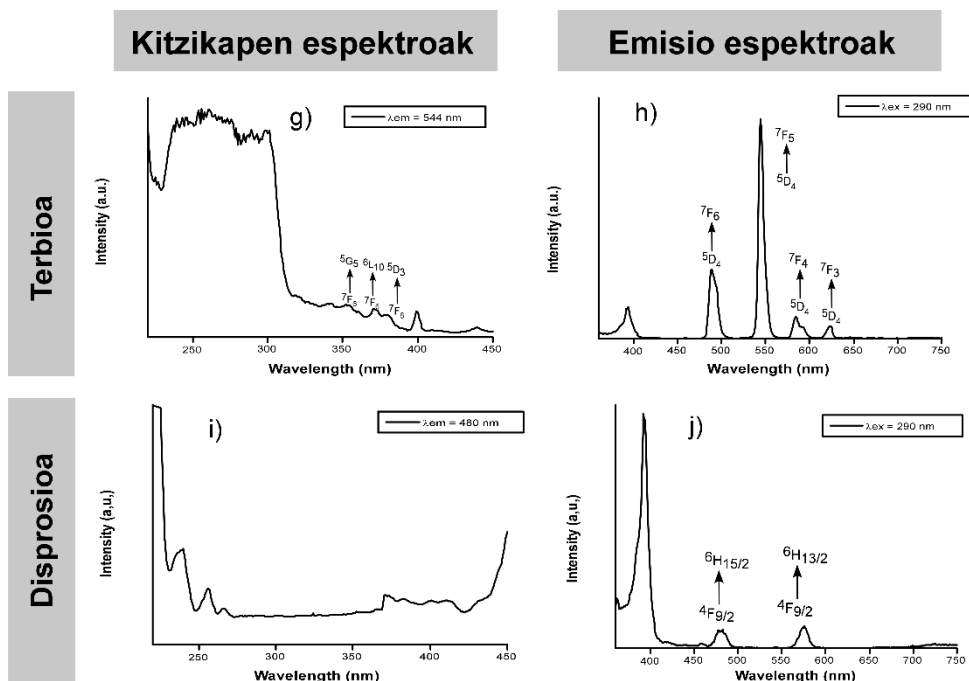 Kitzikapen espektroak
Emisio espektroak
Terbioa
g)
λem = 544 nm
Intensity (a.u.)
⁵G₅ ⁶L₁₀ ⁵D₃
⁷F₅ ⁷F₅ ⁷F₅
250 300 350 400 450
Wavelength (nm)
h)
λex = 290 nm
Intensity (a.u.)
⁷F₅
⁵D₄
⁷F₆
⁵D₄
⁷F₄ ⁷F₃
⁵D₄ ⁵D₄
400 450 500 550 600 650 700 750
Wavelength (nm)
Disprosioa
i)
λem = 480 nm
Intensity (a,u,)
250 300 350 400 450
Wavelength (nm)
j)
λex = 290 nm
Intensity (a,u,)
⁶H₁₅/₂ ⁶H₁₃/₂
⁴F₉/₂ ⁴F₉/₂
400 450 500 550 600 650 700 750
Wavelength (nm)